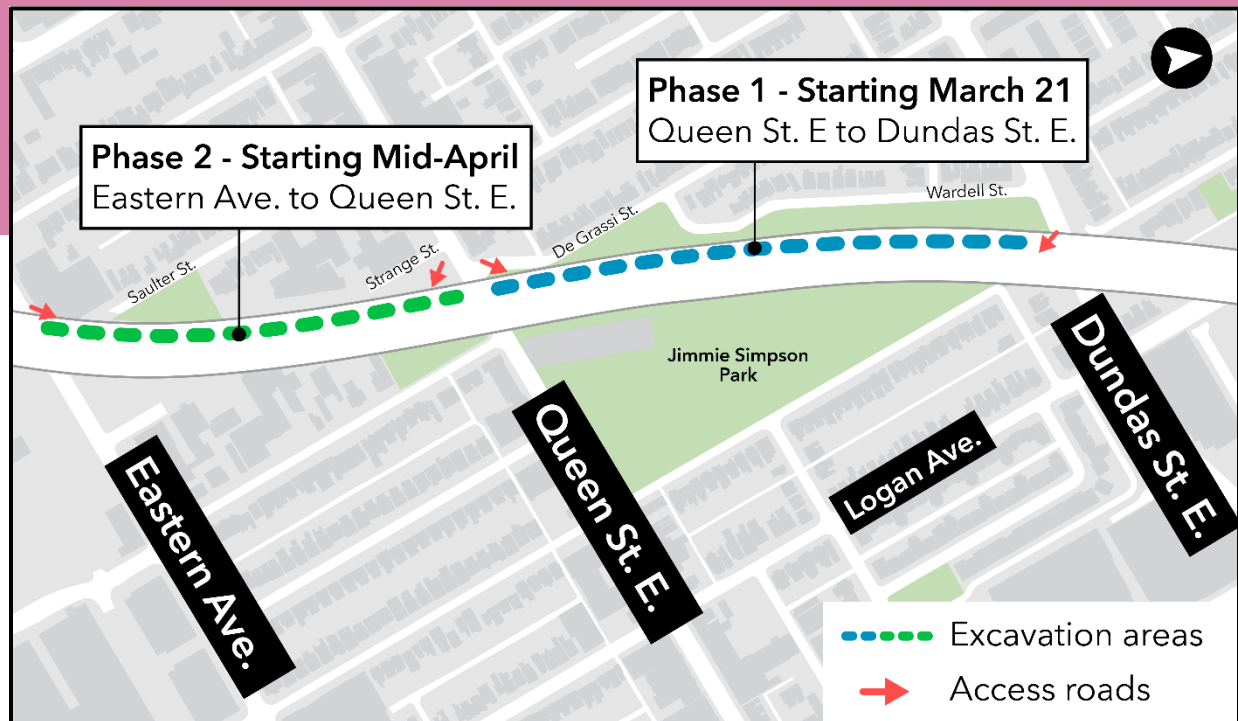 Phase 1 - Starting March 21
Queen St. E to Dundas St. E.
Phase 2 - Starting Mid-April
Eastern Ave. to Queen St. E.
Wardell St.
De Grassi St.
Strange St.
Saulter St.
Jimmie Simpson
Park
Eastern Ave.
Queen St. E.
Logan Ave.
Dundas St. E.
Excavation areas
Access roads